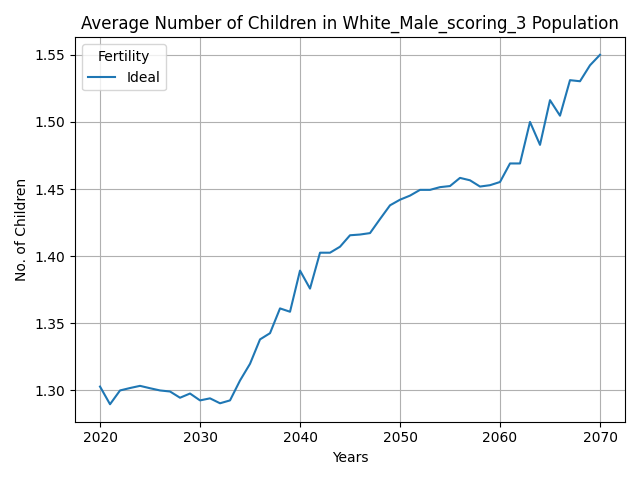 Average Number of Children in White_Male_scoring_3 Population
Fertility
Ideal
No. of Children
1.55
1.50
1.45
1.40
1.35
1.30
2020 2030 2040 2050 2060 2070
Years